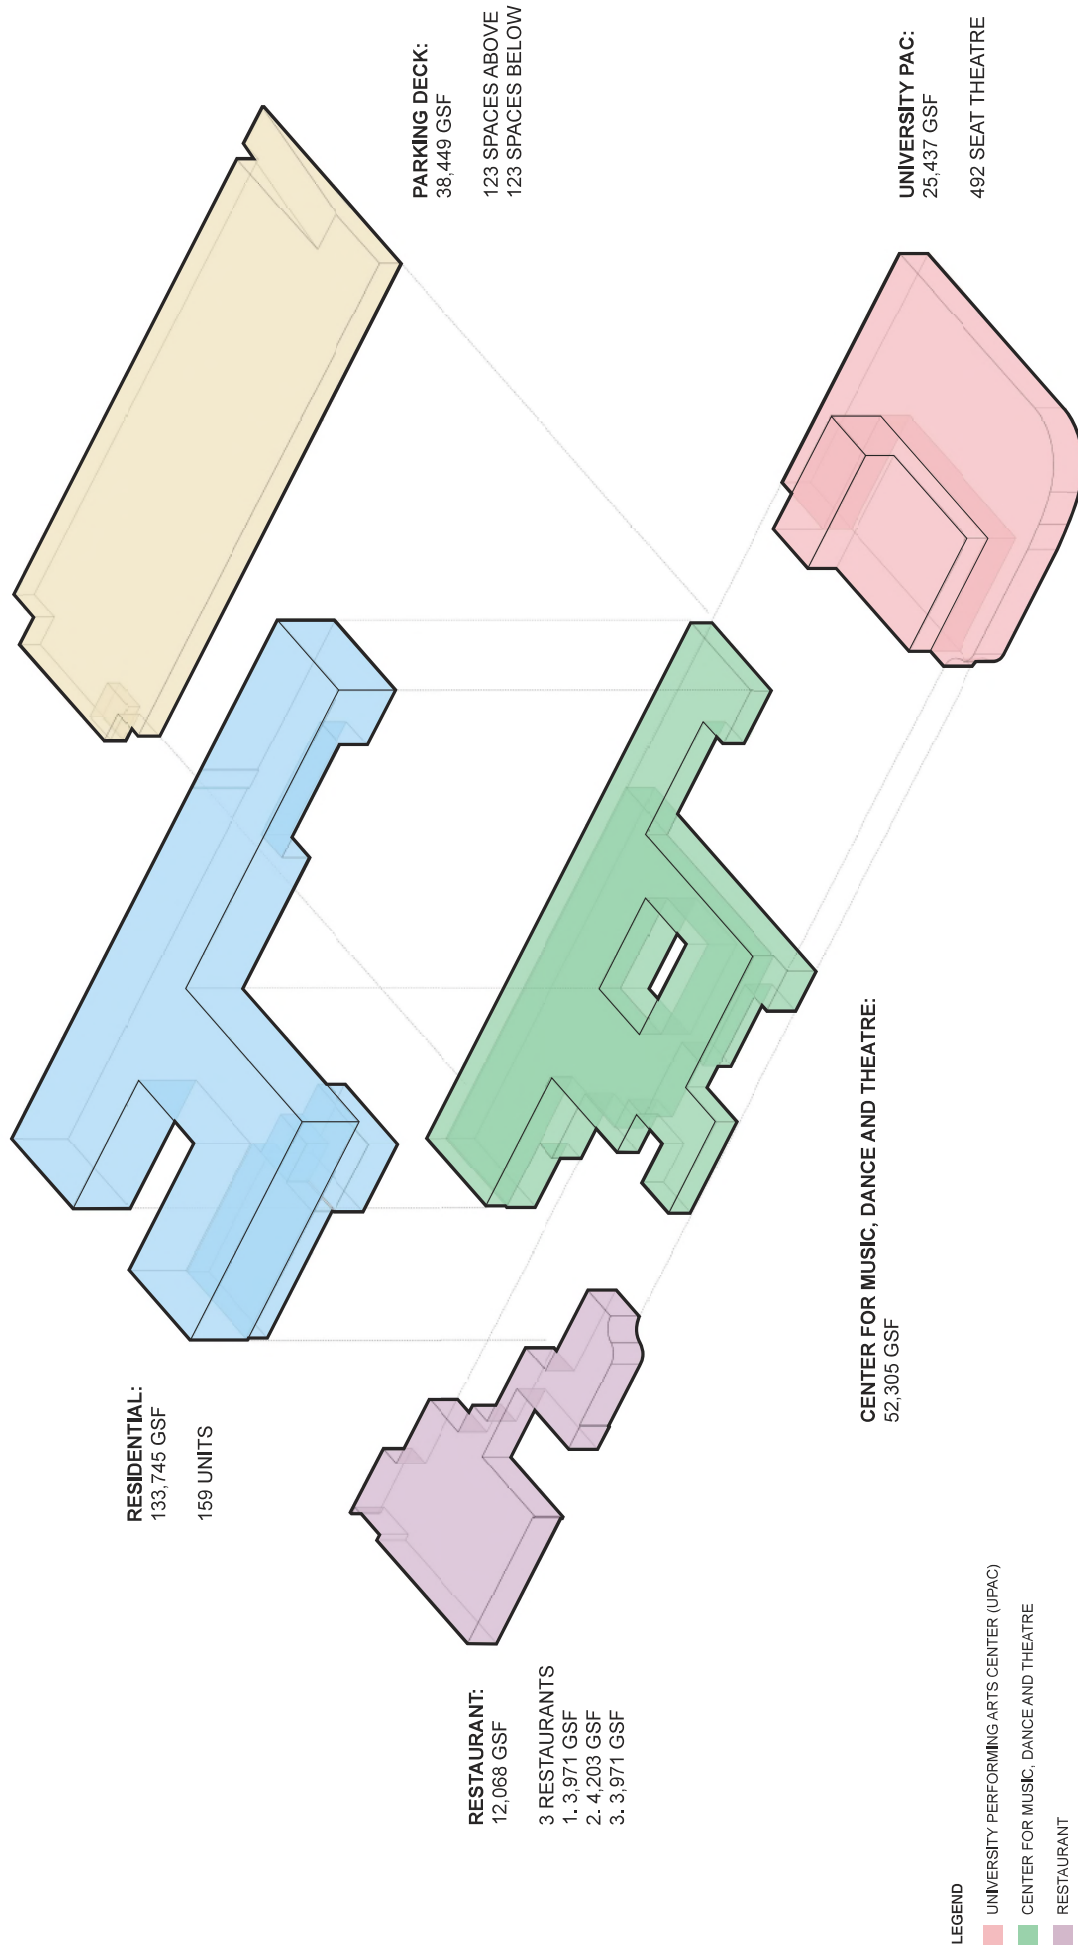 PARKING DECK:
38,449 GSF
123 SPACES ABOVE
123 SPACES BELOW
UNIVERSITY PAC:
25,437 GSF
492 SEAT THEATRE
RESIDENTIAL:
133,745 GSF
159 UNITS
CENTER FOR MUSIC, DANCE AND THEATRE:
52,305 GSF
RESTAURANT:
12,068 GSF
3 RESTAURANTS
1. 3,971 GSF
2. 4,203 GSF
3. 3,971 GSF
LEGEND
UNIVERSITY PERFORMING ARTS CENTER (UPAC)
CENTER FOR MUSIC, DANCE AND THEATRE
RESTAURANT